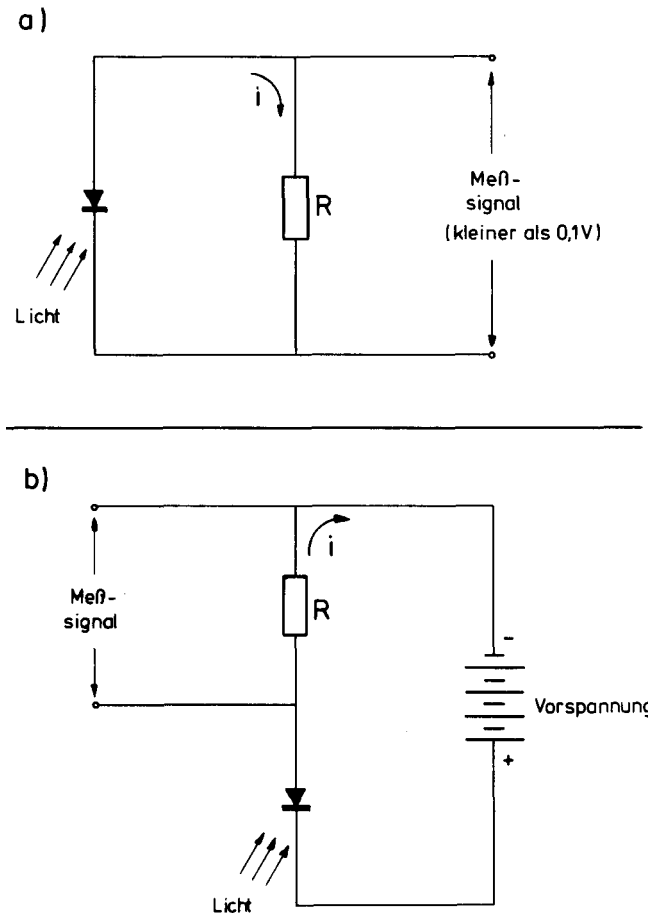 a)
i
R
Meß-
signal
(kleiner als 0,1V)
Licht
b)
i
Meß-
signal
R
-
Vorspannung
+
Licht